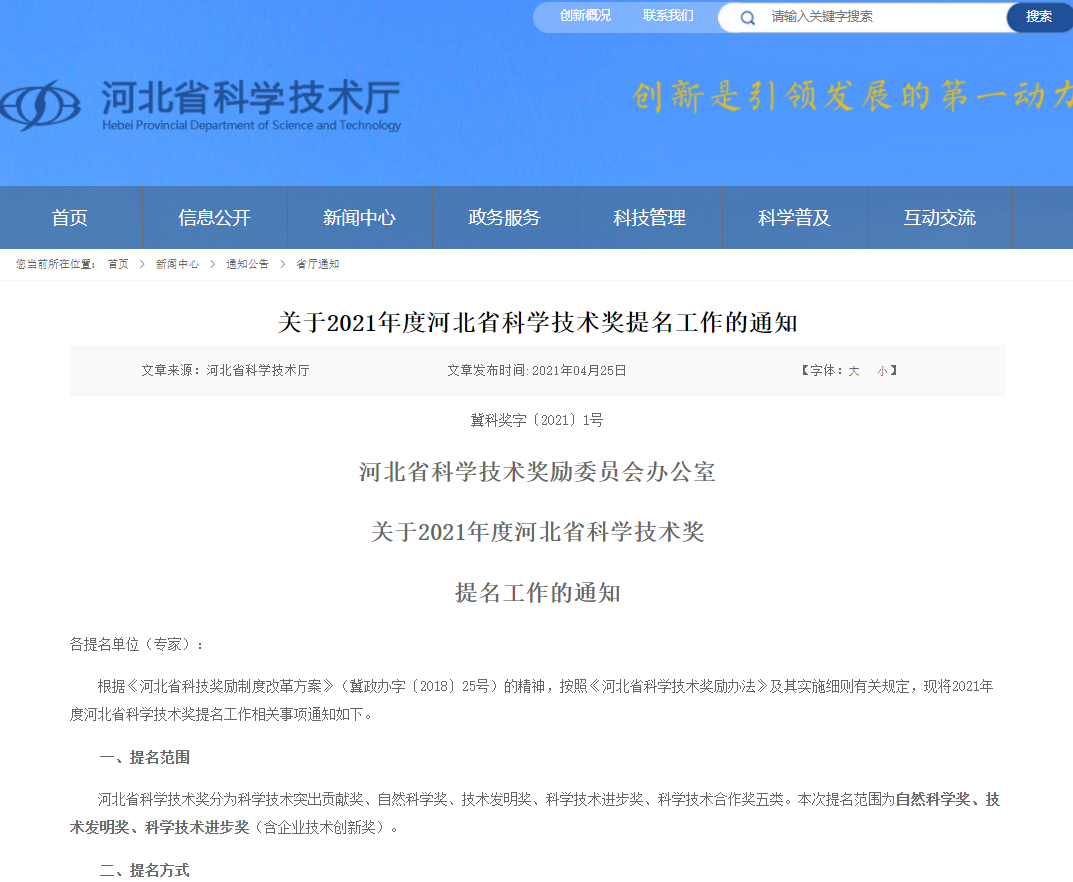 创新概况 联系我们 请输入关键字搜索 搜索
河北省科学技术厅
Hebei Provincial Department of Science and Technology
创新是引领发展的第一动力
首页 信息公开 新闻中心 政务服务 科技管理 科学普及 互动交流
您当前所在位置: 首页 > 新闻中心 > 通知公告 > 省厅通知
关于2021年度河北省科学技术奖提名工作的通知
文章来源：河北省科学技术厅 文章发布时间: 2021年04月25日 【字体：大 小】
冀科奖字〔2021〕1号
河北省科学技术奖励委员会办公室
关于2021年度河北省科学技术奖
提名工作的通知
各提名单位（专家）：
根据《河北省科技奖励制度改革方案》（冀政办字〔2018〕25号）的精神，按照《河北省科学技术奖励办法》及其实施细则有关规定，现将2021年
度河北省科学技术奖提名工作相关事项通知如下。
一、提名范围
河北省科学技术奖分为科学技术突出贡献奖、自然科学奖、技术发明奖、科学技术进步奖、科学技术合作奖五类。本次提名范围为自然科学奖、技
术发明奖、科学技术进步奖（含企业技术创新奖）。
二、提名方式